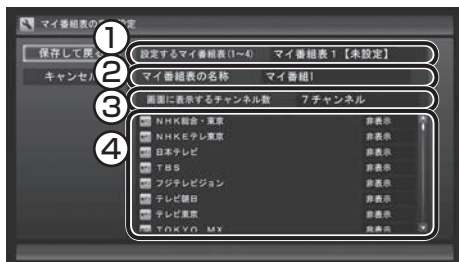 マイ番組表の 定
①
保存して戻
設定するマイ番組表(1~4) マイ番組表1【未設定】
キャンセル
②
マイ番組表の名称 マイ番組1
③
画面に表示するチャンネル数 7チャンネル
④
NHK総合・東京 非表示
NHKEテレ東京 非表示
日本テレビ 非表示
TBS 非表示
フジテレビジョン 非表示
テレビ朝日 非表示
テレビ東京 非表示
TOKYO MX 非表示